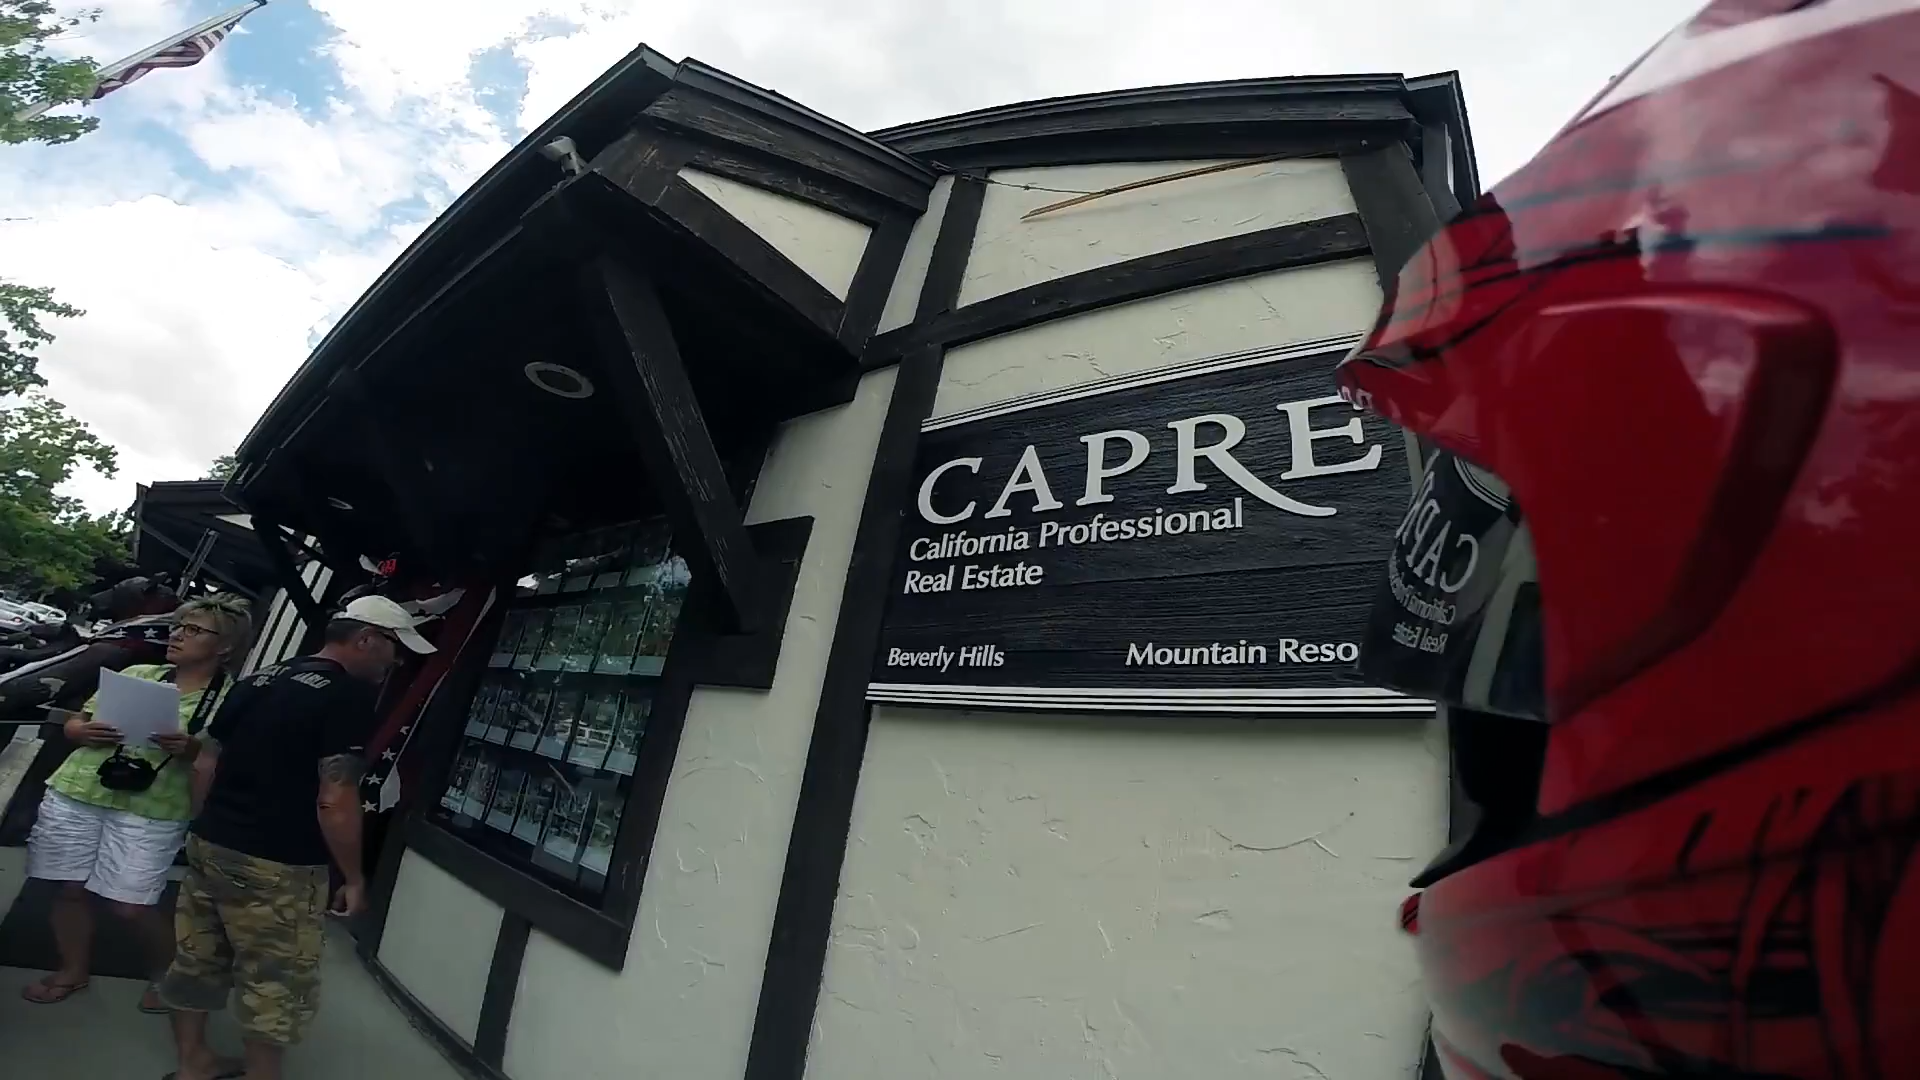 CAPRE
California Professional
Real Estate
Beverly Hills
Mountain Reso